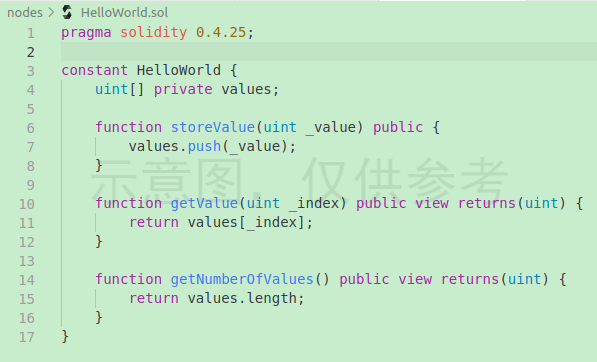 nodes > HelloWorld.sol
1 pragma solidity 0.4.25;
2
3 constant HelloWorld {
4 uint[] private values;
5
6 function storeValue(uint _value) public {
7 values.push(_value);
8 }
9
10 function getValue(uint _index) public view returns(uint) {
11 return values[_index];
12 }
13
14 function getNumberOfValues() public view returns(uint) {
15 return values.length;
16 }
17 }
示意图，仅供参考